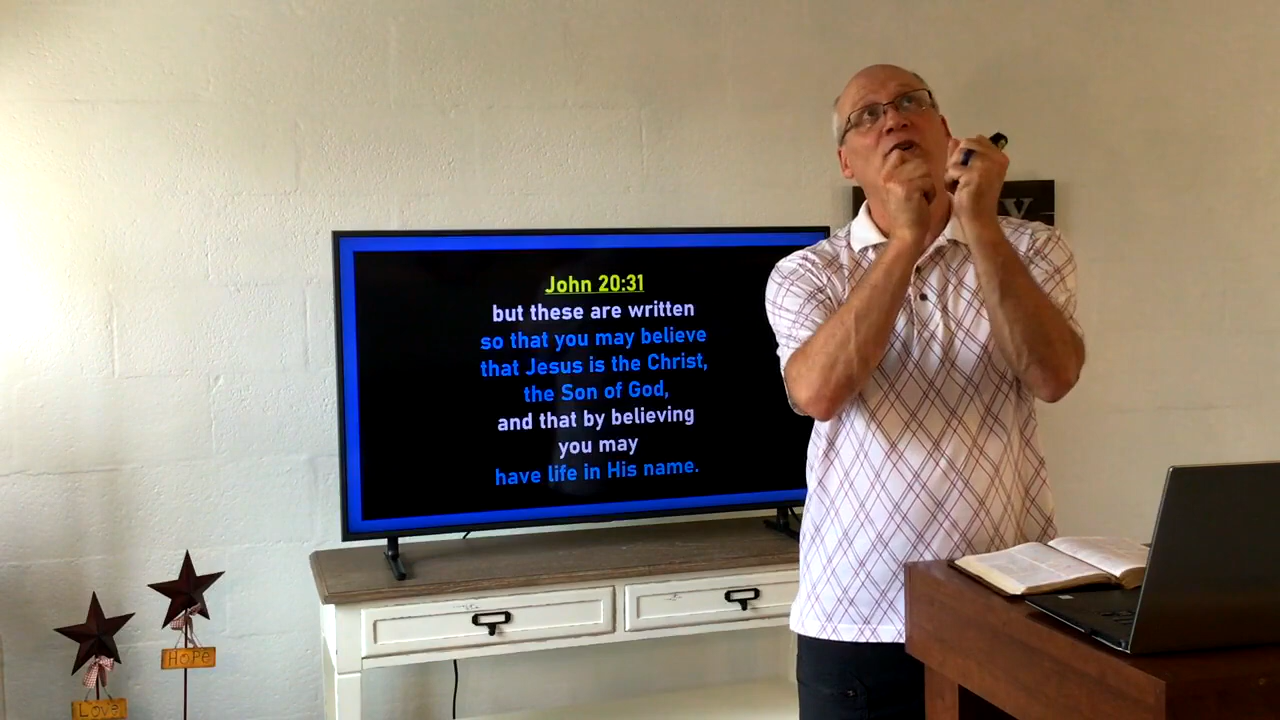 John 20:31
but these are written
so that you may believe
that Jesus is the Christ,
the Son of God,
and that by believing
you may
have life in His name.
HOPE
Love